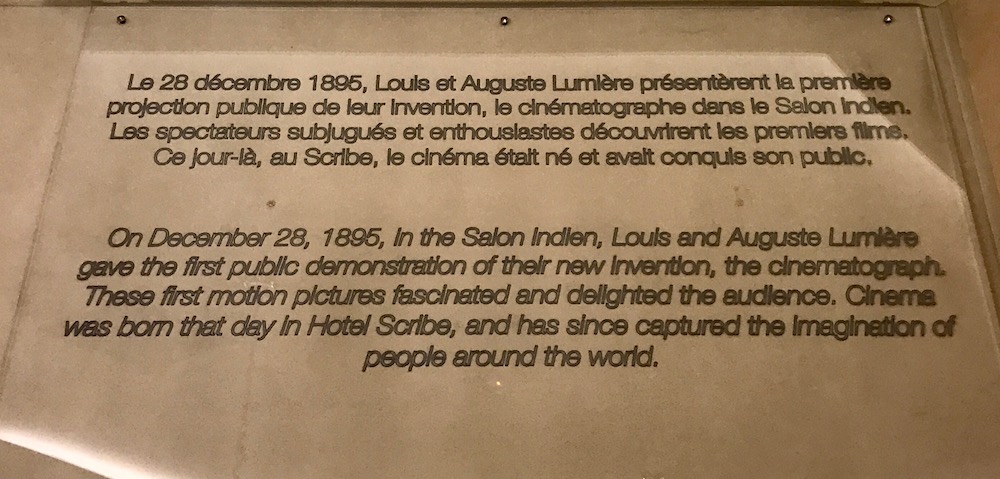 Le 28 décembre 1895, Louis et Auguste Lumière présentèrent la première
projection publique de leur invention, le cinématographe dans le Salon Indien.
Les spectateurs subjugués et enthousiastes découvrirent les premiers films.
Ce jour-là, au Scribe, le cinéma était né et avait conquis son public.
On December 28, 1895, in the Salon Indien, Louis and Auguste Lumière
gave the first public demonstration of their new invention, the cinematograph.
These first motion pictures fascinated and delighted the audience. Cinema
was born that day in Hotel Scribe, and has since captured the imagination of
people around the world.